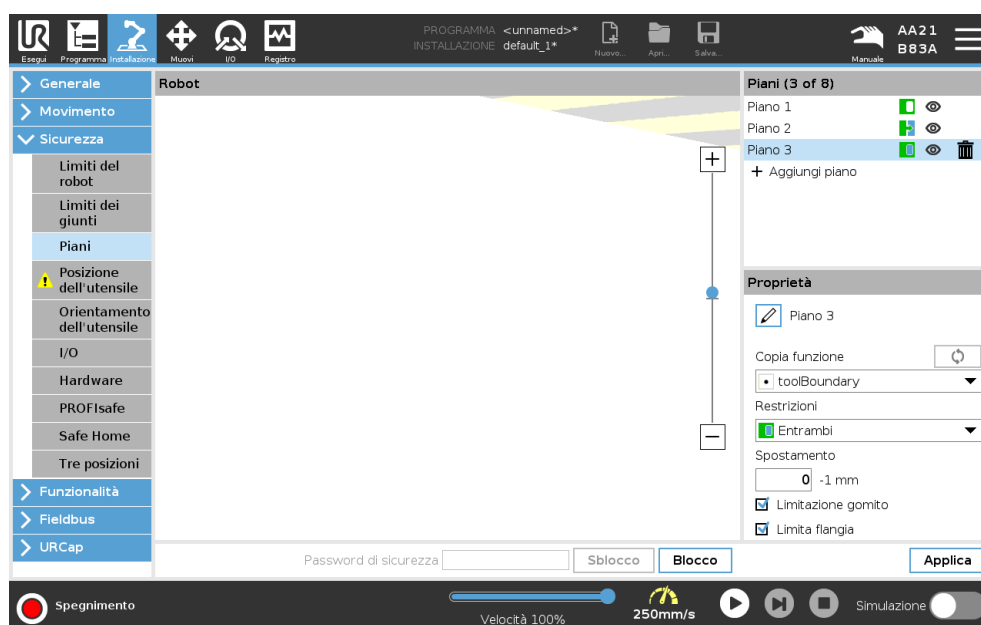 PROGRAMMA <unnamed>*
INSTALLAZIONE default_1*
Esegui Programma Installazione Muovi I/O Registro
Nuovo... Apri... Salva...
Manuale
AA21
B83A
Generale
Movimento
Sicurezza
Limiti del
robot
Limiti dei
giunti
Piani
Posizione
dell'utensile
Orientamento
dell'utensile
I/O
Hardware
PROFIsafe
Safe Home
Tre posizioni
Funzionalità
Fieldbus
URCap
Robot
Piani (3 of 8)
Piano 1
Piano 2
Piano 3
+ Aggiungi piano
Proprietà
Piano 3
Copia funzione
toolBoundary
Restrizioni
Entrambi
Spostamento
0 -1 mm
Limitazione gomito
Limita flangia
Password di sicurezza Sblocco Blocco
Applica
Spegnimento
Velocità 100%
250mm/s
Simulazione